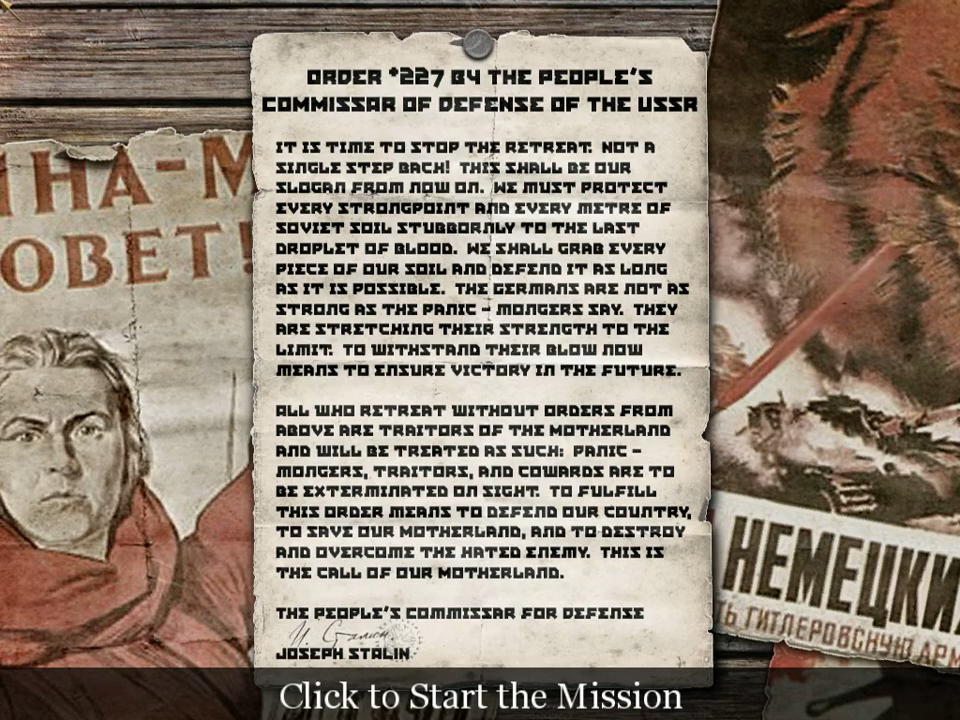 ORDER *227 BY THE PEOPLE'S
COMMISSAR OF DEFENSE OF THE USSR
IT IS TIME TO STOP THE RETREAT. NOT A
SINGLE STEP BACK! THIS SHALL BE OUR
SLOGAN FROM NOW ON. WE MUST PROTECT
EVERY STRONGPOINT AND EVERY METRE OF
SOVIET SOIL STUBBORNLY TO THE LAST
DROPLET OF BLOOD. WE SHALL GRAB EVERY
PIECE OF OUR SOIL AND DEFEND IT AS LONG
AS IT IS POSSIBLE. THE GERMANS ARE NOT AS
STRONG AS THE PANIC - MONGERS SAY. THEY
ARE STRETCHING THEIR STRENGTH TO THE
LIMIT. TO WITHSTAND THEIR BLOW NOW
MEANS TO ENSURE VICTORY IN THE FUTURE.
ALL WHO RETREAT WITHOUT ORDERS FROM
ABOVE ARE TRAITORS OF THE MOTHERLAND
AND WILL BE TREATED AS SUCH: PANIC -
MONGERS, TRAITORS, AND COWARDS ARE TO
BE EXTERMINATED ON SIGHT. TO FULFILL
THIS ORDER MEANS TO DEFEND OUR COUNTRY,
TO SAVE OUR MOTHERLAND, AND TO DESTROY
AND OVERCOME THE HATED ENEMY. THIS IS
THE CALL OF OUR MOTHERLAND.
THE PEOPLE'S COMMISSAR FOR DEFENSE
JOSEPH STALIN
ИНА-М
ОВЕТ!
НЕМЕЦКИ
ТЬ ГИТЛЕРОВСКУЮ АРМ
Click to Start the Mission